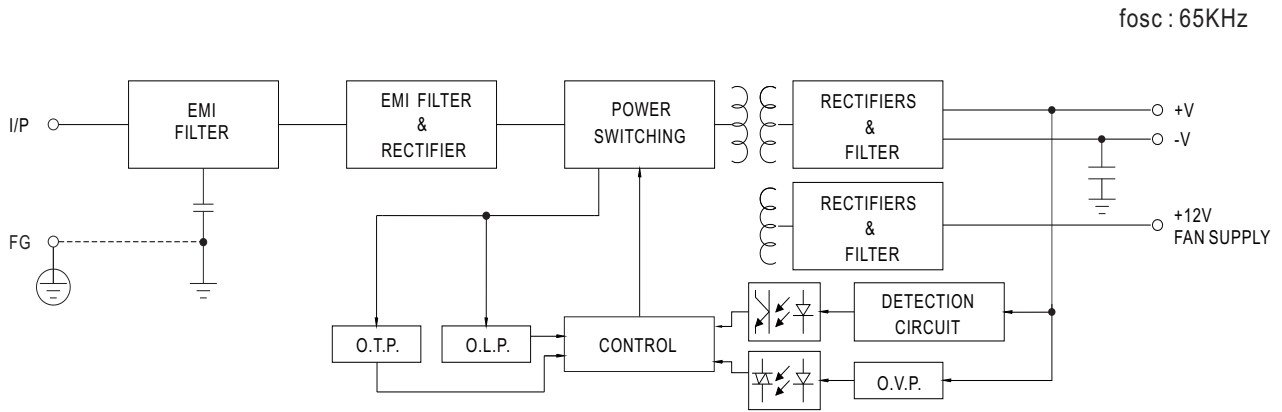 fosc : 65KHz
I/P
EMI
FILTER
EMI FILTER
&
RECTIFIER
POWER
SWITCHING
RECTIFIERS
&
FILTER
+V
-V
RECTIFIERS
&
FILTER
+12V
FAN SUPPLY
FG
O.T.P.
O.L.P.
CONTROL
DETECTION
CIRCUIT
O.V.P.